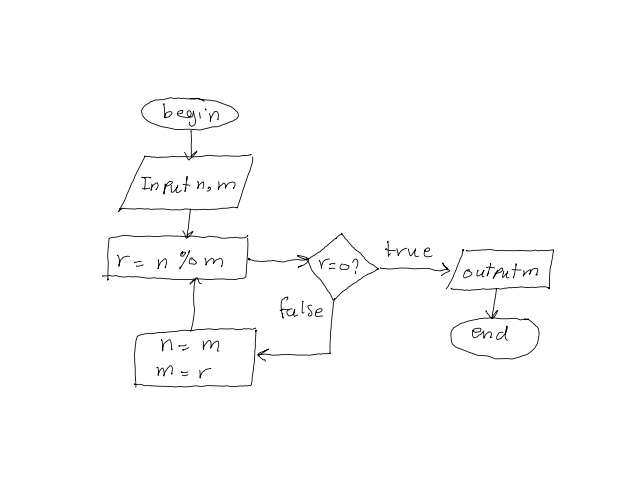 begin
Input n, m
r = n % m
r=0?
true
output m
end
false
n = m
m = r